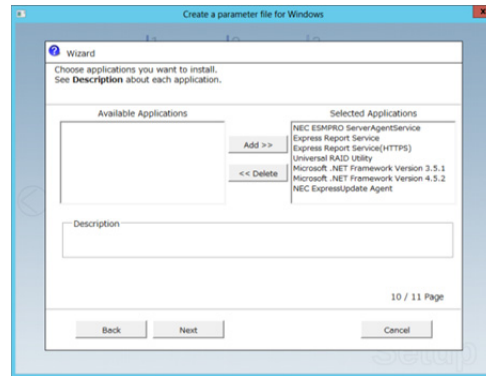 Create a parameter file for Windows
x
Wizard
Choose applications you want to install.
See Description about each application.
Available Applications
Selected Applications
Add >>
<< Delete
NEC ESMPRO ServerAgentService
Express Report Service
Express Report Service(HTTPS)
Universal RAID Utility
Microsoft .NET Framework Version 3.5.1
Microsoft .NET Framework Version 4.5.2
NEC ExpressUpdate Agent
Description
10 / 11 Page
Back
Next
Cancel
Setup